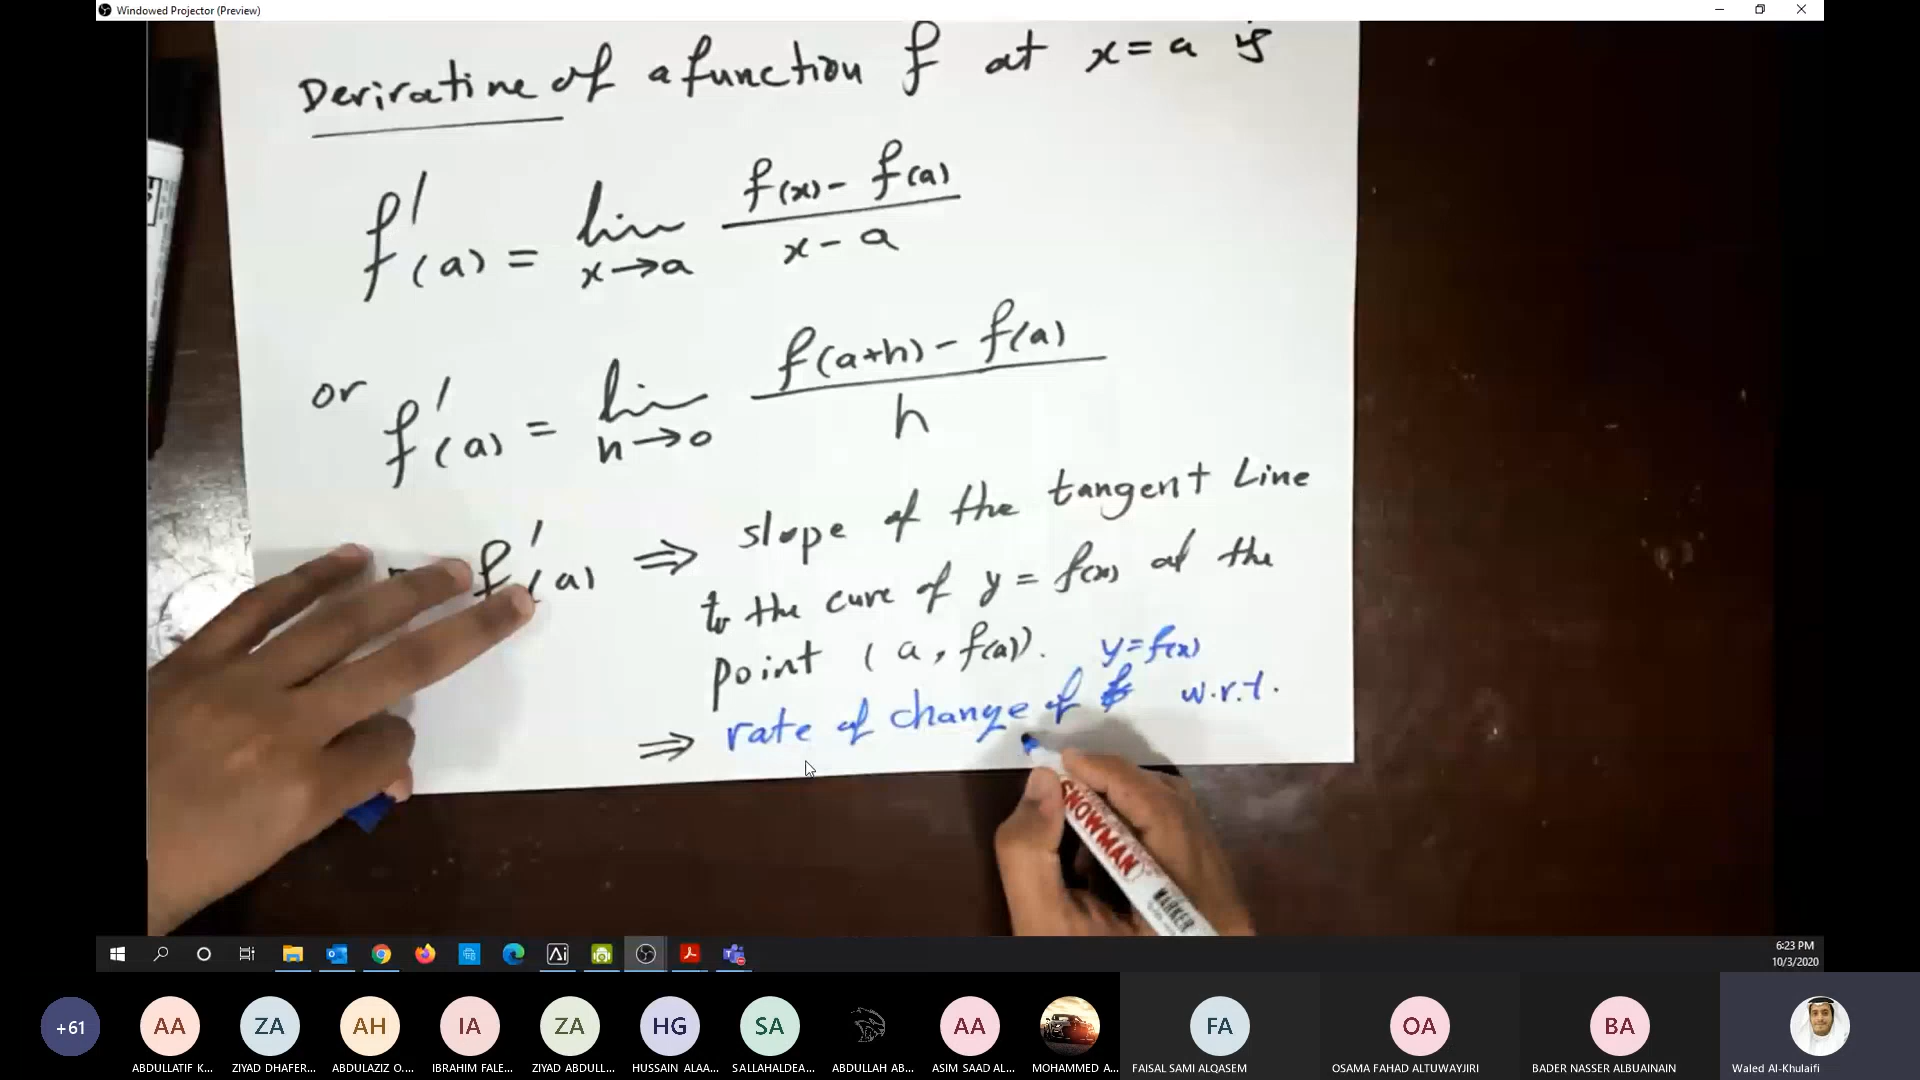 Windowed Projector (Preview)
Derivative of a function f at x = a is
f'(a) = lim x→a f(x) - f(a) / x - a
or f'(a) = lim h→0 f(a+h) - f(a) / h
f'(a) ⇒ slope of the tangent Line
to the curve of y = f(x) at the
point (a, f(a)).
y = f(x)
⇒ rate of change of f w.r.t.
SNOWMAN
MARKER
6:23 PM
10/3/2020
+61
AA
ZA
AH
IA
ZA
HG
SA
AA
FA
OA
BA
ABDULLATIF K...
ZIYAD DHAFER...
ABDULAZIZ O....
IBRAHIM FALE...
ZIYAD ABDULL...
HUSSAIN ALAA...
SALLAHALDEA...
ABDULLAH AB...
ASIM SAAD AL...
MOHAMMED A...
FAISAL SAMI ALQASEM
OSAMA FAHAD ALTUWAYJIRI
BADER NASSER ALBUAINAIN
Waled Al-Khulaifi